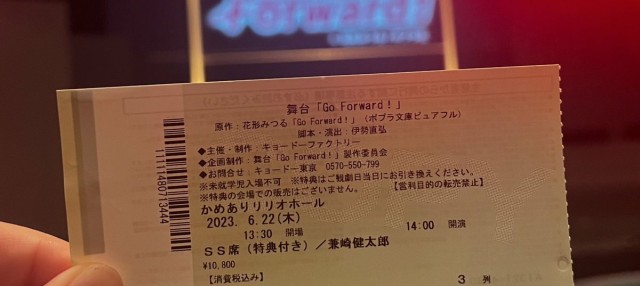 Forward!
舞台「Go Forward！」
原作：花形みつる「Go Forward！」（ポプラ文庫ピュアフル）
脚本・演出：伊勢直弘
◆主催・制作：キョードーファクトリー
◆企画制作：舞台「Go Forward！」製作委員会
◆お問合せ：キョードー東京　0570-550-799
※未就学児入場不可　※特典はご観劇日当日にお引き換えください。
※特典の会場での販売はございません。　【営利目的の転売禁止】
かめありリリオホール
2023. 6.22(木)
13:30　開場　14:00　開演
ＳＳ席（特典付き）／兼崎健太郎
¥10,800
【消費税込み】　3　列
1111480713444